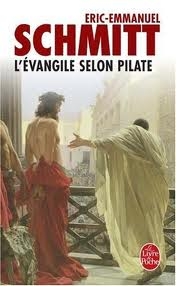 ERIC-EMMANUEL
SCHMITT
L'ÉVANGILE SELON PILATE
Le Livre
de
Poche